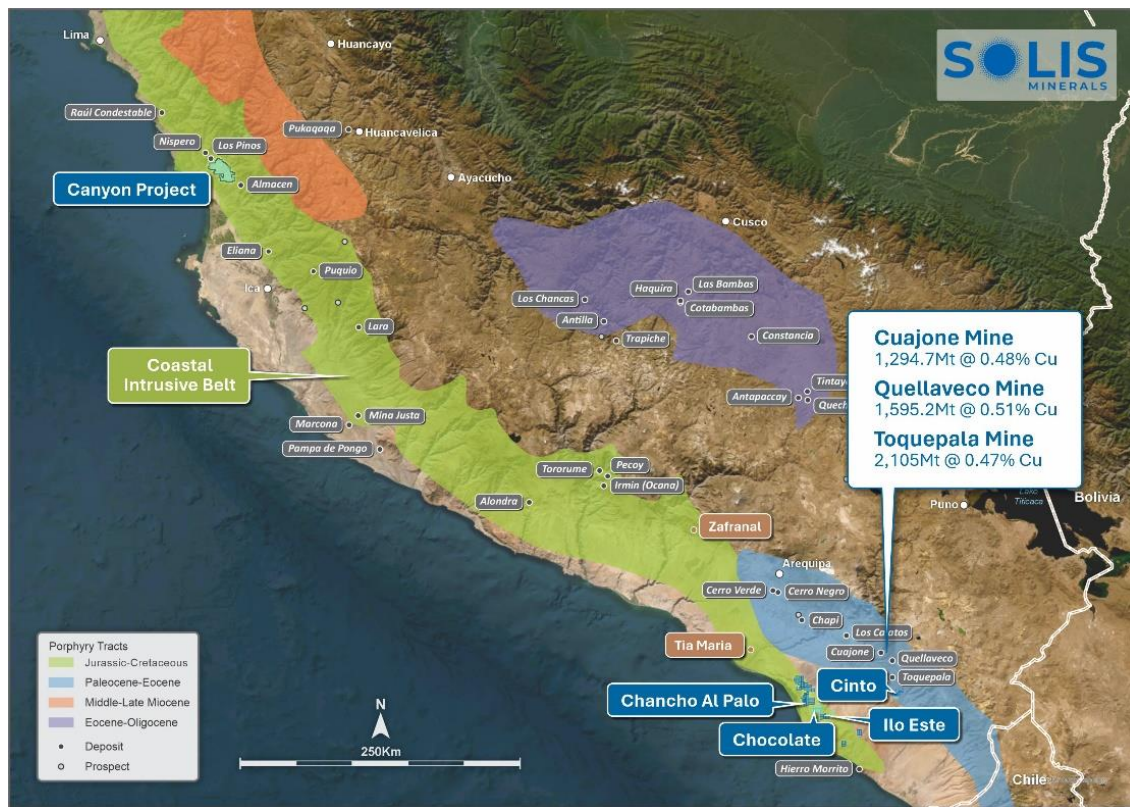 Lima
Huancayo
SOLIS
MINERALS
Raúl Condestable
Pukaqaqa
Huancavelica
Nispero
Los Pinos
Canyon Project
Almacen
Ayacucho
Cusco
Eliana
Puquio
Ica
Las Bambas
Haquira
Los Chancas
Cotabambas
Antilla
Lara
Trapiche
Constancia
Coastal
Intrusive Belt
Cuajone Mine
1,294.7Mt @ 0.48% Cu
Quellaveco Mine
1,595.2Mt @ 0.51% Cu
Toquepala Mine
2,105Mt @ 0.47% Cu
Tintay
Antapaccay
Quech
Mina Justa
Marcona
Pampa de Pongo
Pecoy
Tororume
Irmin (Ocana)
Alondra
Puno
Lake
Titicaca
Bolivia
Zafranal
Arequipa
Cerro Verde
Cerro Negro
Chapi
Los Calatos
Tia Maria
Cuajone
Quellaveco
Toquepala
Cinto
Chancho Al Palo
Ilo Este
Chocolate
Hierro Morrito
Chile
Porphyry Tracts
Jurassic-Cretaceous
Paleocene-Eocene
Middle-Late Miocene
Eocene-Oligocene
Deposit
Prospect
N
250Km